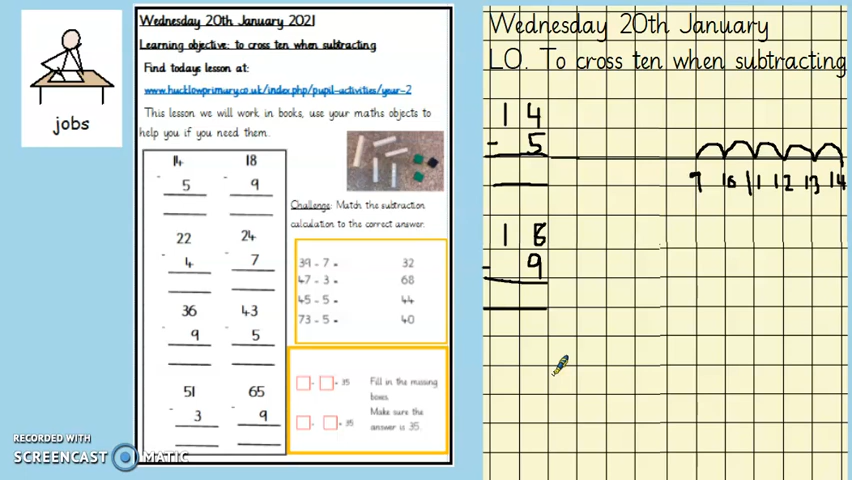 jobs
Wednesday 20th January 2021
Learning objective: to cross ten when subtracting
Find todays lesson at:
www.hucklowprimary.co.uk/index.php/pupil-activities/year-2
This lesson we will work in books, use your maths objects to
help you if you need them.
14 18
- 5 - 9
22 24
- 4 - 7
36 43
- 9 - 5
51 65
- 3 - 9
Challenge: Match the subtraction
calculation to the correct answer.
39 - 7 = 32
47 - 3 = 68
45 - 5 = 44
73 - 5 = 40
- = 35 Fill in the missing
boxes.
Make sure the
- = 35 answer is 35.
Wednesday 20th January
LO. To cross ten when subtracting
14
- 5
9 10 11 12 13 14
18
- 9
RECORDED WITH
SCREENCAST MATIC